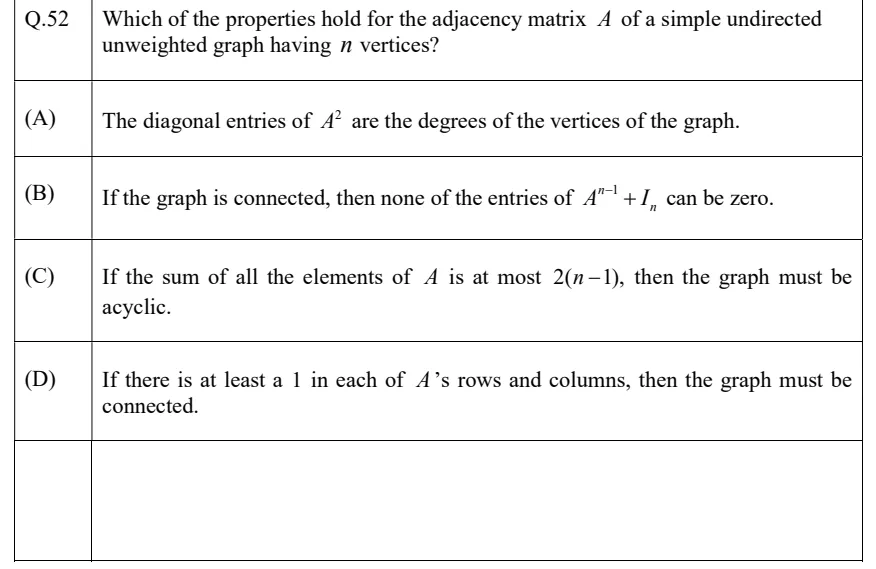 Q.52 Which of the properties hold for the adjacency matrix A of a simple undirected
unweighted graph having n vertices?
(A) The diagonal entries of A² are the degrees of the vertices of the graph.
(B) If the graph is connected, then none of the entries of Aⁿ⁻¹ + Iₙ can be zero.
(C) If the sum of all the elements of A is at most 2(n−1), then the graph must be
acyclic.
(D) If there is at least a 1 in each of A's rows and columns, then the graph must be
connected.